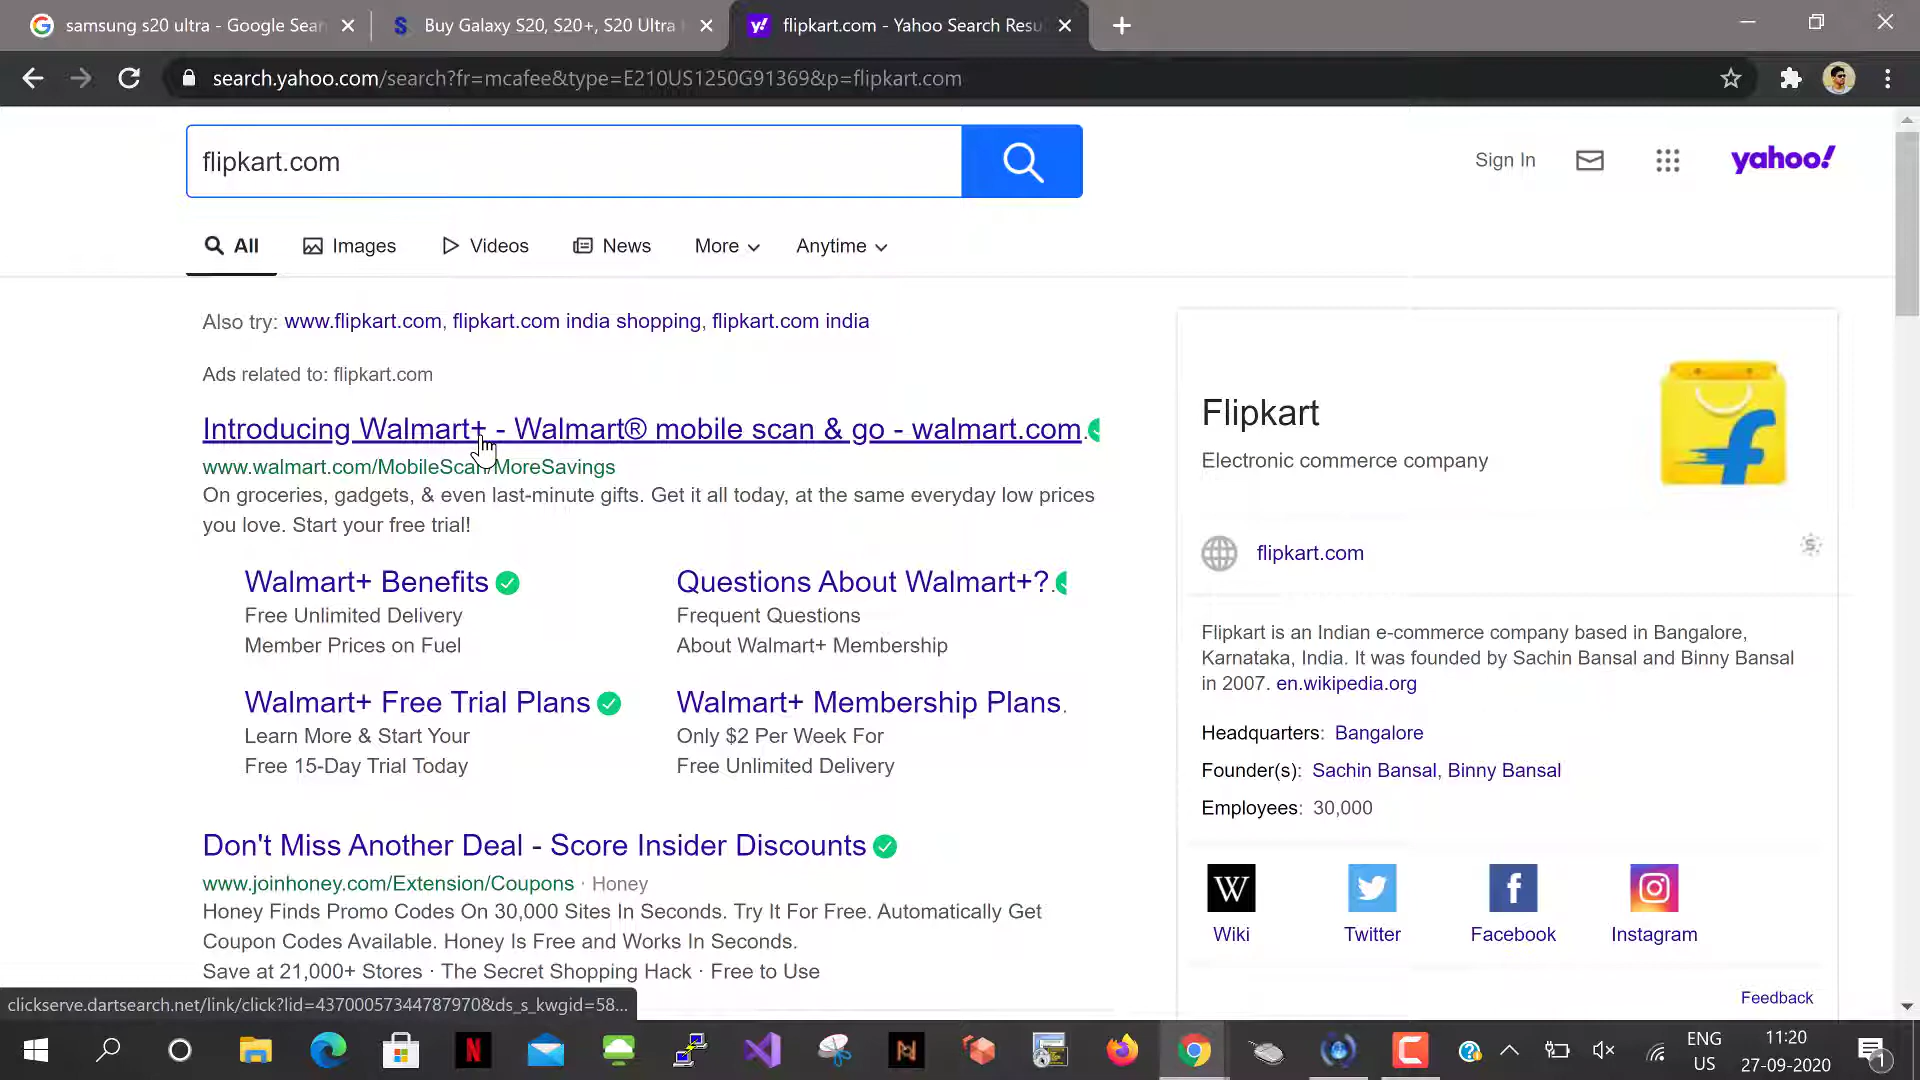 samsung s20 ultra - Google Sear
Buy Galaxy S20, S20+, S20 Ultra
flipkart.com - Yahoo Search Resu
search.yahoo.com/search?fr=mcafee&type=E210US1250G91369&p=flipkart.com
flipkart.com
Sign In
yahoo!
All
Images
Videos
News
More
Anytime
Also try: www.flipkart.com, flipkart.com india shopping, flipkart.com india
Ads related to: flipkart.com
Introducing Walmart+ - Walmart® mobile scan & go - walmart.com.
www.walmart.com/MobileScan/MoreSavings
On groceries, gadgets, & even last-minute gifts. Get it all today, at the same everyday low prices
you love. Start your free trial!
Walmart+ Benefits
Free Unlimited Delivery
Member Prices on Fuel
Questions About Walmart+?.
Frequent Questions
About Walmart+ Membership
Walmart+ Free Trial Plans
Learn More & Start Your
Free 15-Day Trial Today
Walmart+ Membership Plans.
Only $2 Per Week For
Free Unlimited Delivery
Don't Miss Another Deal - Score Insider Discounts
www.joinhoney.com/Extension/Coupons · Honey
Honey Finds Promo Codes On 30,000 Sites In Seconds. Try It For Free. Automatically Get
Coupon Codes Available. Honey Is Free and Works In Seconds.
Save at 21,000+ Stores · The Secret Shopping Hack · Free to Use
Flipkart
Electronic commerce company
flipkart.com
Flipkart is an Indian e-commerce company based in Bangalore,
Karnataka, India. It was founded by Sachin Bansal and Binny Bansal
in 2007. en.wikipedia.org
Headquarters: Bangalore
Founder(s): Sachin Bansal, Binny Bansal
Employees: 30,000
Wiki
Twitter
Facebook
Instagram
Feedback
clickserve.dartsearch.net/link/click?lid=43700057344787970&ds_s_kwgid=58...
ENG
US
11:20
27-09-2020
1